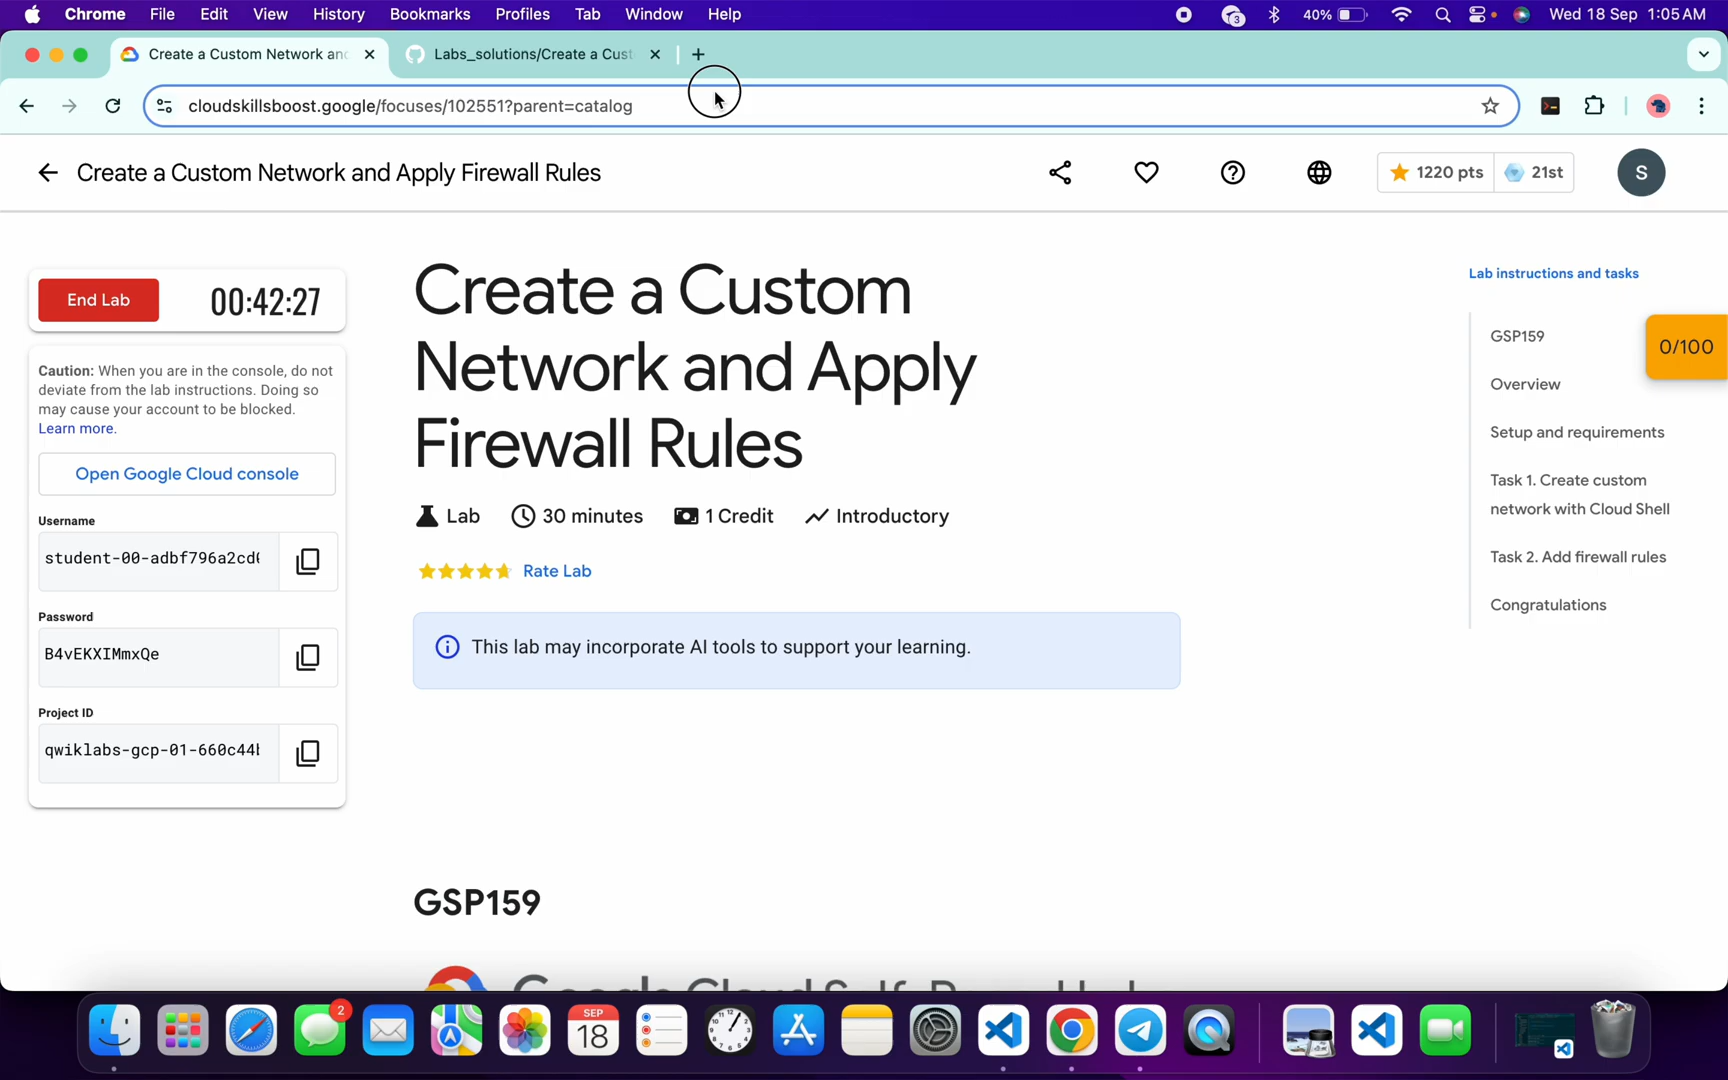 Chrome File Edit View History Bookmarks Profiles Tab Window Help
3
40%
Wed 18 Sep 1:05 AM
Create a Custom Network and
Labs_solutions/Create a Cust
cloudskillsboost.google/focuses/102551?parent=catalog
Create a Custom Network and Apply Firewall Rules
1220 pts
21st
S
End Lab
00:42:27
Caution: When you are in the console, do not
deviate from the lab instructions. Doing so
may cause your account to be blocked.
Learn more.
Open Google Cloud console
Username
student-00-adbf796a2cd
Password
B4vEKXIMmxQe
Project ID
qwiklabs-gcp-01-660c44
Create a Custom
Network and Apply
Firewall Rules
Lab
30 minutes
1 Credit
Introductory
Rate Lab
This lab may incorporate AI tools to support your learning.
GSP159
Lab instructions and tasks
GSP159
Overview
Setup and requirements
Task 1. Create custom
network with Cloud Shell
Task 2. Add firewall rules
Congratulations
0/100
2
SEP
18